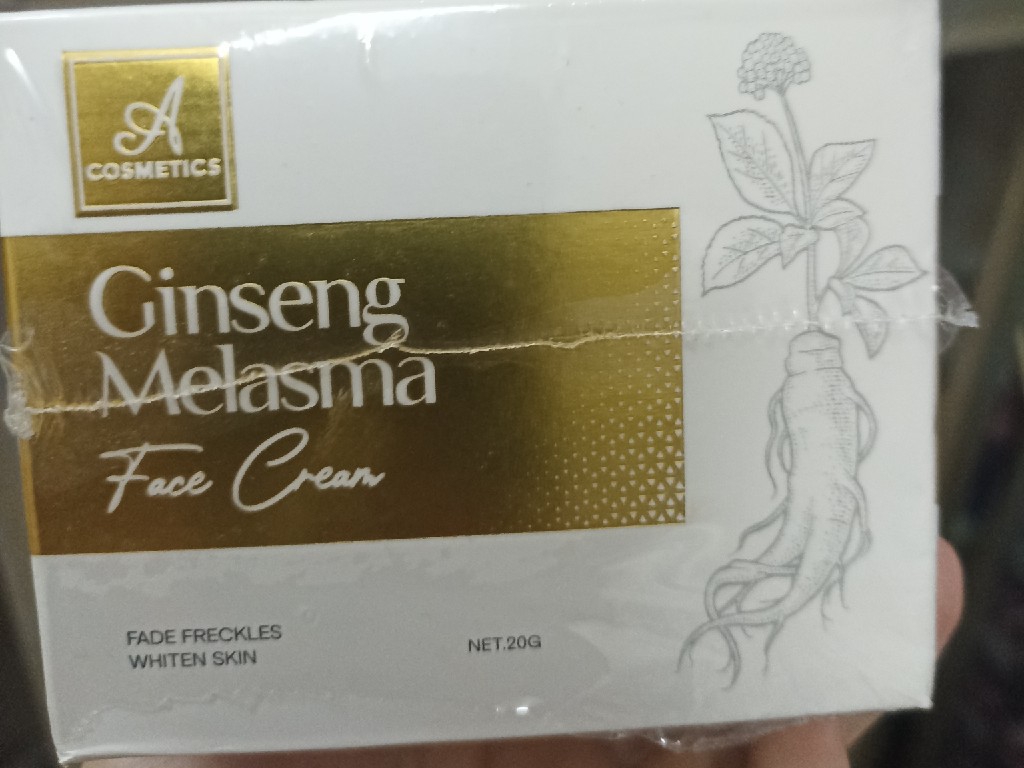 A
COSMETICS
Ginseng
Melasma
Face Cream
FADE FRECKLES
WHITEN SKIN
NET.20G